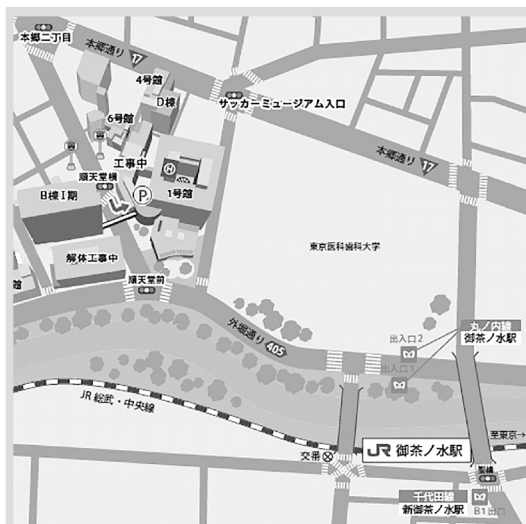 本郷二丁目
本郷通り
17
4号館
D棟
サッカーミュージアム入口
6号館
工事中
本郷通り
17
順天堂横
P
H
B棟Ⅰ期
1号館
東京医科歯科大学
解体工事中
館
順天堂前
外堀通り
405
丸ノ内線
御茶ノ水駅
出入口2
出入口1
JR 総武・中央線
至東京→
交番
JR 御茶ノ水駅
聖橋
千代田線
新御茶ノ水駅
B1出口